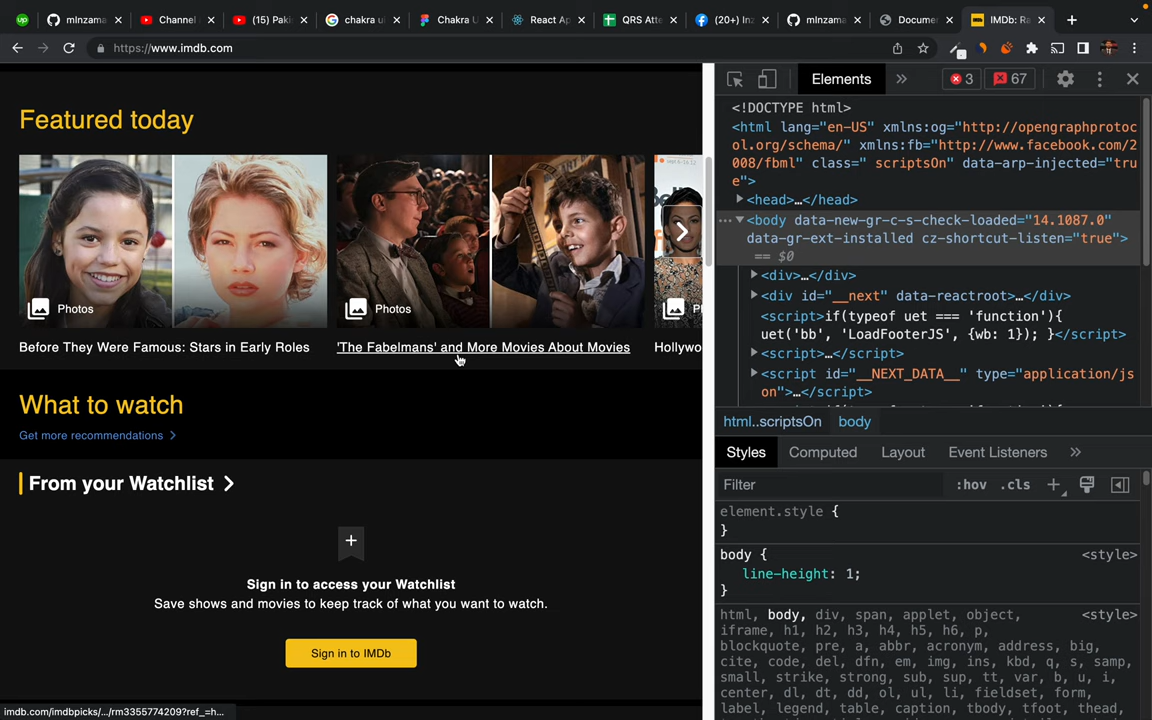 mInzama
Channel
(15) Paki
chakra ui
Chakra U
React Ap
QRS Atte
(20+) Inz
mInzama
Docume
IMDb: Ra
https://www.imdb.com
Featured today
Photos
Photos
Before They Were Famous: Stars in Early Roles
'The Fabelmans' and More Movies About Movies
Hollywo
What to watch
Get more recommendations
From your Watchlist
Sign in to access your Watchlist
Save shows and movies to keep track of what you want to watch.
Sign in to IMDb
imdb.com/imdbpicks/.../rm3355774209?ref_=h...
Elements
3
67
<!DOCTYPE html>
<html lang="en-US" xmlns:og="http://opengraphprotoc
ol.org/schema/" xmlns:fb="http://www.facebook.com/2
008/fbml" class=" scriptsOn" data-arp-injected="tru
e">
<head>…</head>
<body data-new-gr-c-s-check-loaded="14.1087.0"
data-gr-ext-installed cz-shortcut-listen="true">
== $0
<div>…</div>
<div id="__next" data-reactroot>…</div>
<script>if(typeof uet === 'function'){
uet('bb', 'LoadFooterJS', {wb: 1}); }</script>
<script>…</script>
<script id="__NEXT_DATA__" type="application/js
on">…</script>
html..scriptsOn
body
Styles
Computed
Layout
Event Listeners
Filter
:hov
.cls
element.style {
}
body {
<style>
line-height: 1;
}
html, body, div, span, applet, object,
<style>
iframe, h1, h2, h3, h4, h5, h6, p,
blockquote, pre, a, abbr, acronym, address, big,
cite, code, del, dfn, em, img, ins, kbd, q, s, samp,
small, strike, strong, sub, sup, tt, var, b, u, i,
center, dl, dt, dd, ol, ul, li, fieldset, form,
label, legend, table, caption, tbody, tfoot, thead,